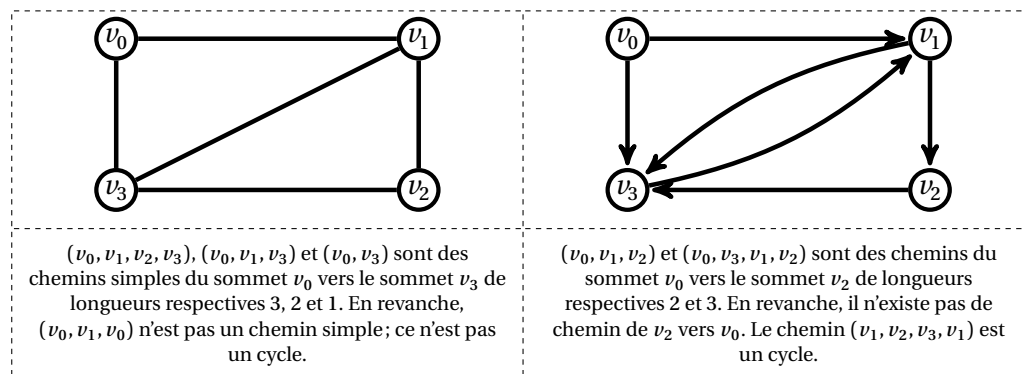 v₀ v₁
v₃ v₂
(v₀, v₁, v₂, v₃), (v₀, v₁, v₃) et (v₀, v₃) sont des
chemins simples du sommet v₀ vers le sommet v₃ de
longueurs respectives 3, 2 et 1. En revanche,
(v₀, v₁, v₀) n'est pas un chemin simple ; ce n'est pas
un cycle.
v₀ v₁
v₃ v₂
(v₀, v₁, v₂) et (v₀, v₃, v₁, v₂) sont des chemins du
sommet v₀ vers le sommet v₂ de longueurs
respectives 2 et 3. En revanche, il n'existe pas de
chemin de v₂ vers v₀. Le chemin (v₁, v₂, v₃, v₁) est
un cycle.